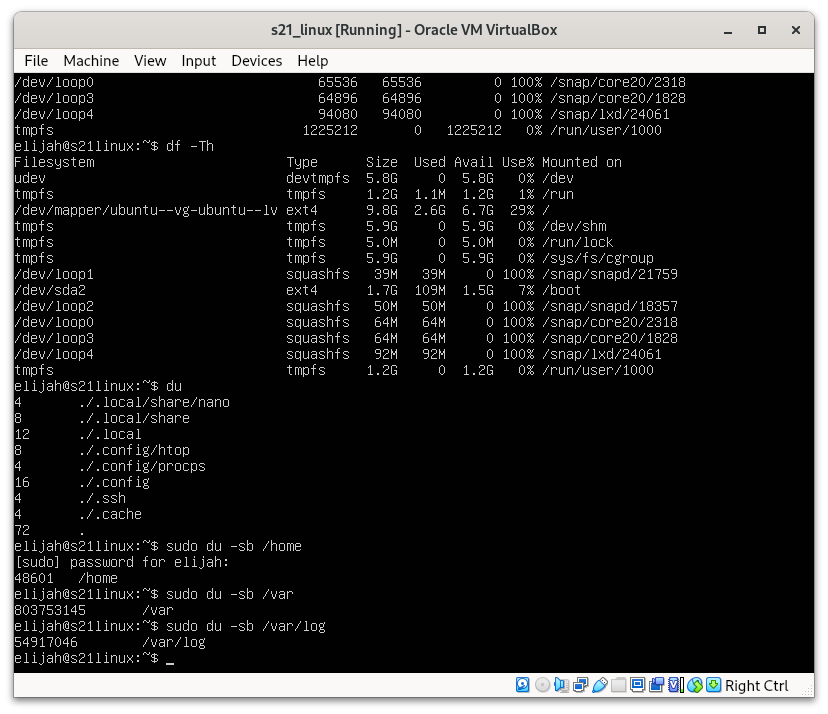 s21_linux [Running] - Oracle VM VirtualBox
File Machine View Input Devices Help
/dev/loop0                               65536   65536         0 100% /snap/core20/2318
/dev/loop3                               64896   64896         0 100% /snap/core20/1828
/dev/loop4                               94080   94080         0 100% /snap/lxd/24061
tmpfs                                  1225212       0   1225212   0% /run/user/1000
elijah@s21linux:~$ df -Th
Filesystem                        Type      Size  Used Avail Use% Mounted on
udev                              devtmpfs  5.8G     0  5.8G   0% /dev
tmpfs                             tmpfs     1.2G  1.1M  1.2G   1% /run
/dev/mapper/ubuntu--vg-ubuntu--lv ext4      9.8G  2.6G  6.7G  29% /
tmpfs                             tmpfs     5.9G     0  5.9G   0% /dev/shm
tmpfs                             tmpfs     5.0M     0  5.0M   0% /run/lock
tmpfs                             tmpfs     5.9G     0  5.9G   0% /sys/fs/cgroup
/dev/loop1                        squashfs   39M   39M     0 100% /snap/snapd/21759
/dev/sda2                         ext4      1.7G  109M  1.5G   7% /boot
/dev/loop2                        squashfs   50M   50M     0 100% /snap/snapd/18357
/dev/loop0                        squashfs   64M   64M     0 100% /snap/core20/2318
/dev/loop3                        squashfs   64M   64M     0 100% /snap/core20/1828
/dev/loop4                        squashfs   92M   92M     0 100% /snap/lxd/24061
tmpfs                             tmpfs     1.2G     0  1.2G   0% /run/user/1000
elijah@s21linux:~$ du
4       ./.local/share/nano
8       ./.local/share
12      ./.local
8       ./.config/htop
4       ./.config/procps
16      ./.config
4       ./.ssh
4       ./.cache
72      .
elijah@s21linux:~$ sudo du -sb /home
[sudo] password for elijah:
48601   /home
elijah@s21linux:~$ sudo du -sb /var
803753145       /var
elijah@s21linux:~$ sudo du -sb /var/log
54917046        /var/log
elijah@s21linux:~$ _
Right Ctrl